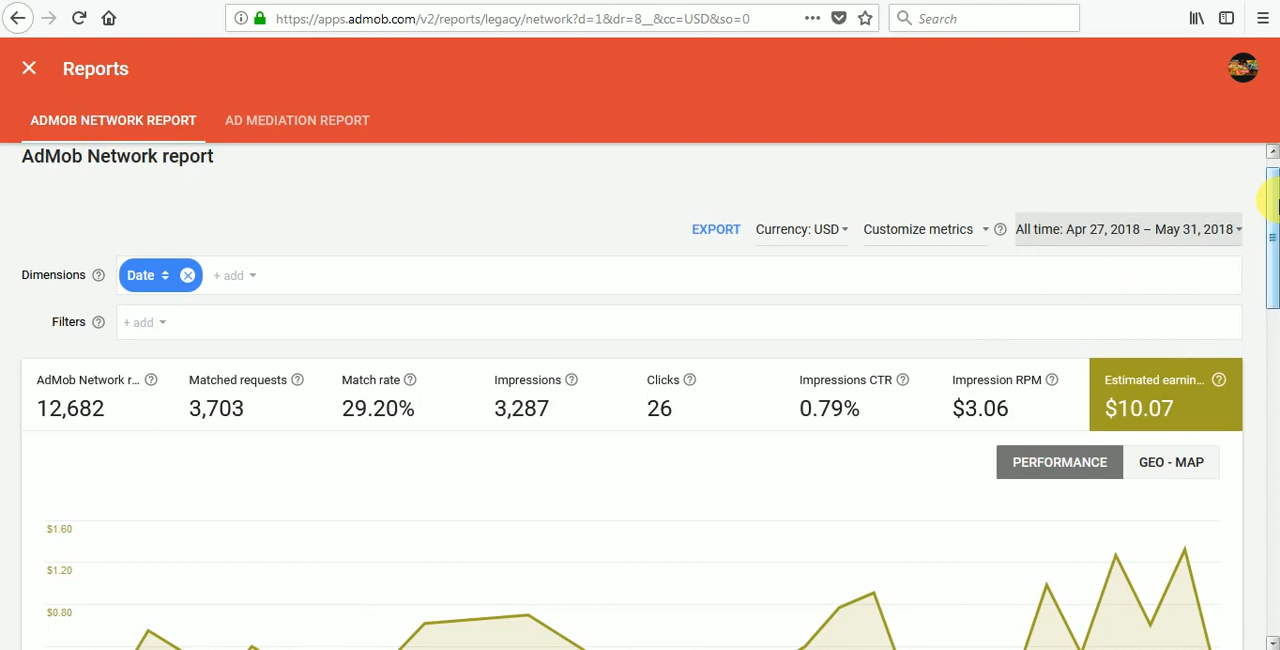 https://apps.admob.com/v2/reports/legacy/network?d=1&dr=8__&cc=USD&so=0
Search
Reports
ADMOB NETWORK REPORT
AD MEDIATION REPORT
AdMob Network report
EXPORT
Currency: USD
Customize metrics
All time: Apr 27, 2018 – May 31, 2018
Dimensions
Date
+ add
Filters
+ add
AdMob Network r...
Matched requests
Match rate
Impressions
Clicks
Impressions CTR
Impression RPM
Estimated earnin...
12,682
3,703
29.20%
3,287
26
0.79%
$3.06
$10.07
PERFORMANCE
GEO - MAP
$1.60
$1.20
$0.80